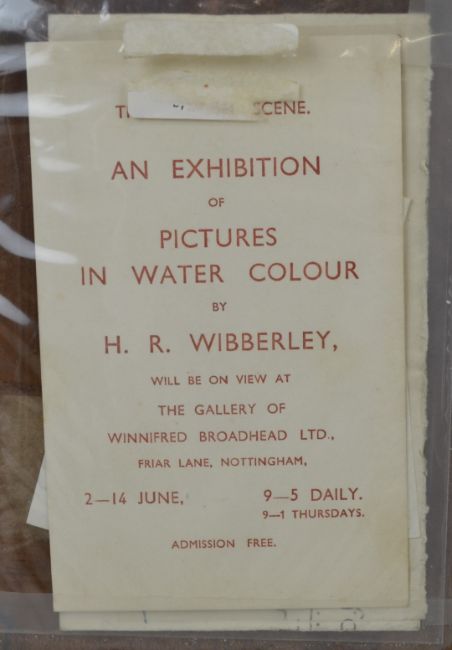 SCENE.
AN EXHIBITION
OF
PICTURES
IN WATER COLOUR
BY
H. R. WIBBERLEY,
WILL BE ON VIEW AT
THE GALLERY OF
WINNIFRED BROADHEAD LTD.,
FRIAR LANE, NOTTINGHAM,
2—14 JUNE, 9—5 DAILY.
9—1 THURSDAYS.
ADMISSION FREE.